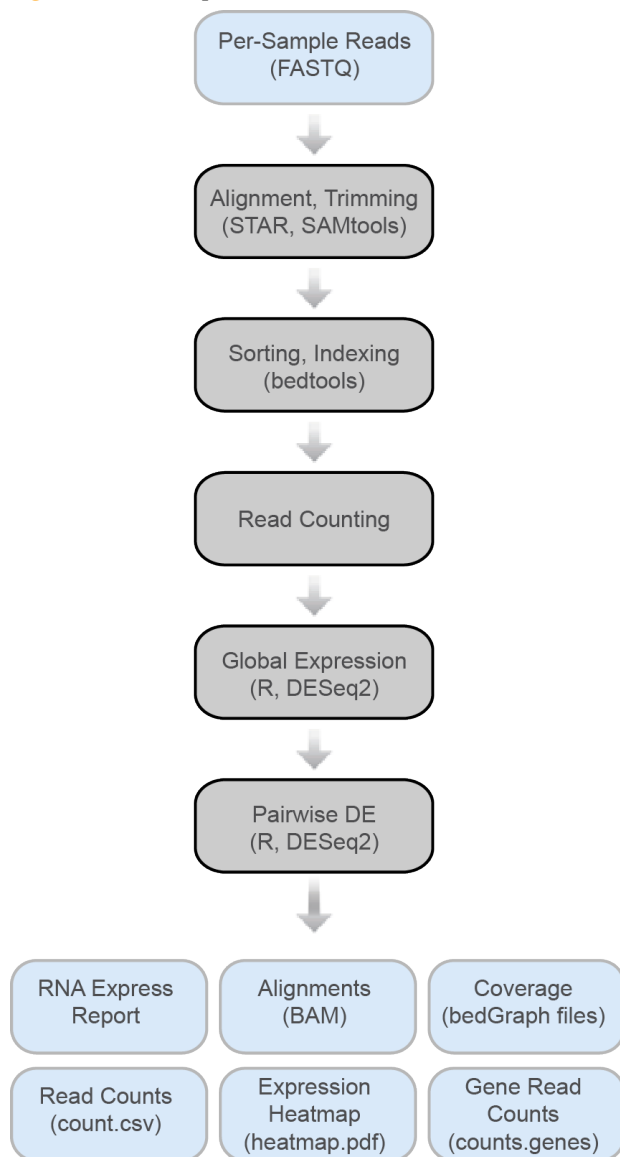 Per-Sample Reads
(FASTQ)
Alignment, Trimming
(STAR, SAMtools)
Sorting, Indexing
(bedtools)
Read Counting
Global Expression
(R, DESeq2)
Pairwise DE
(R, DESeq2)
RNA Express
Report
Alignments
(BAM)
Coverage
(bedGraph files)
Read Counts
(count.csv)
Expression
Heatmap
(heatmap.pdf)
Gene Read
Counts
(counts.genes)